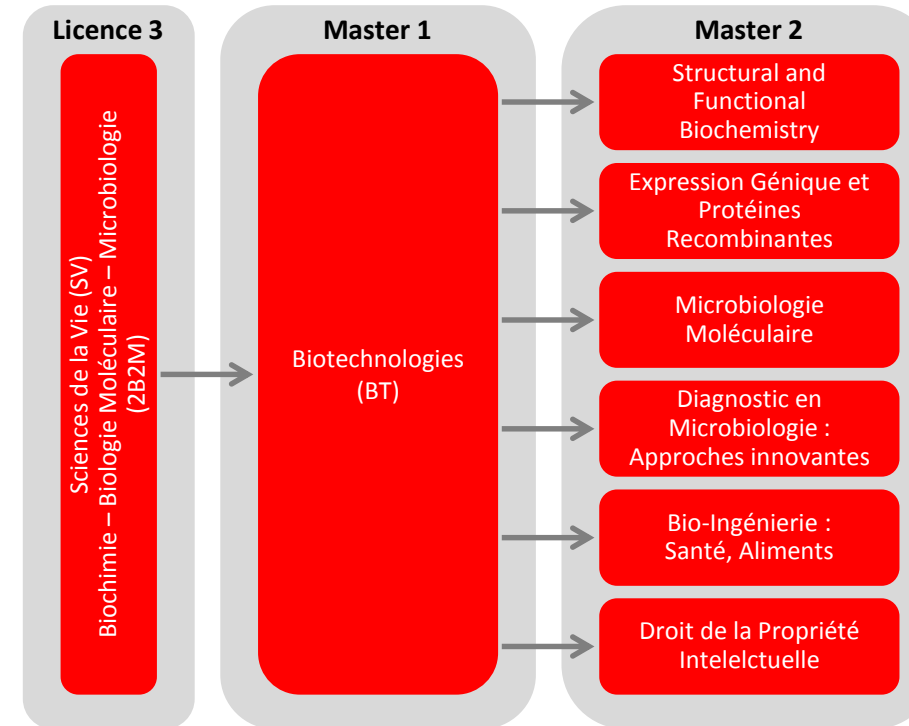 Licence 3
Sciences de la Vie (SV)
Biochimie – Biologie Moléculaire – Microbiologie
(2B2M)
Master 1
Biotechnologies
(BT)
Master 2
Structural and
Functional
Biochemistry
Expression Génique et
Protéines
Recombinantes
Microbiologie
Moléculaire
Diagnostic en
Microbiologie :
Approches innovantes
Bio-Ingénierie :
Santé, Aliments
Droit de la Propriété
Intelelctuelle